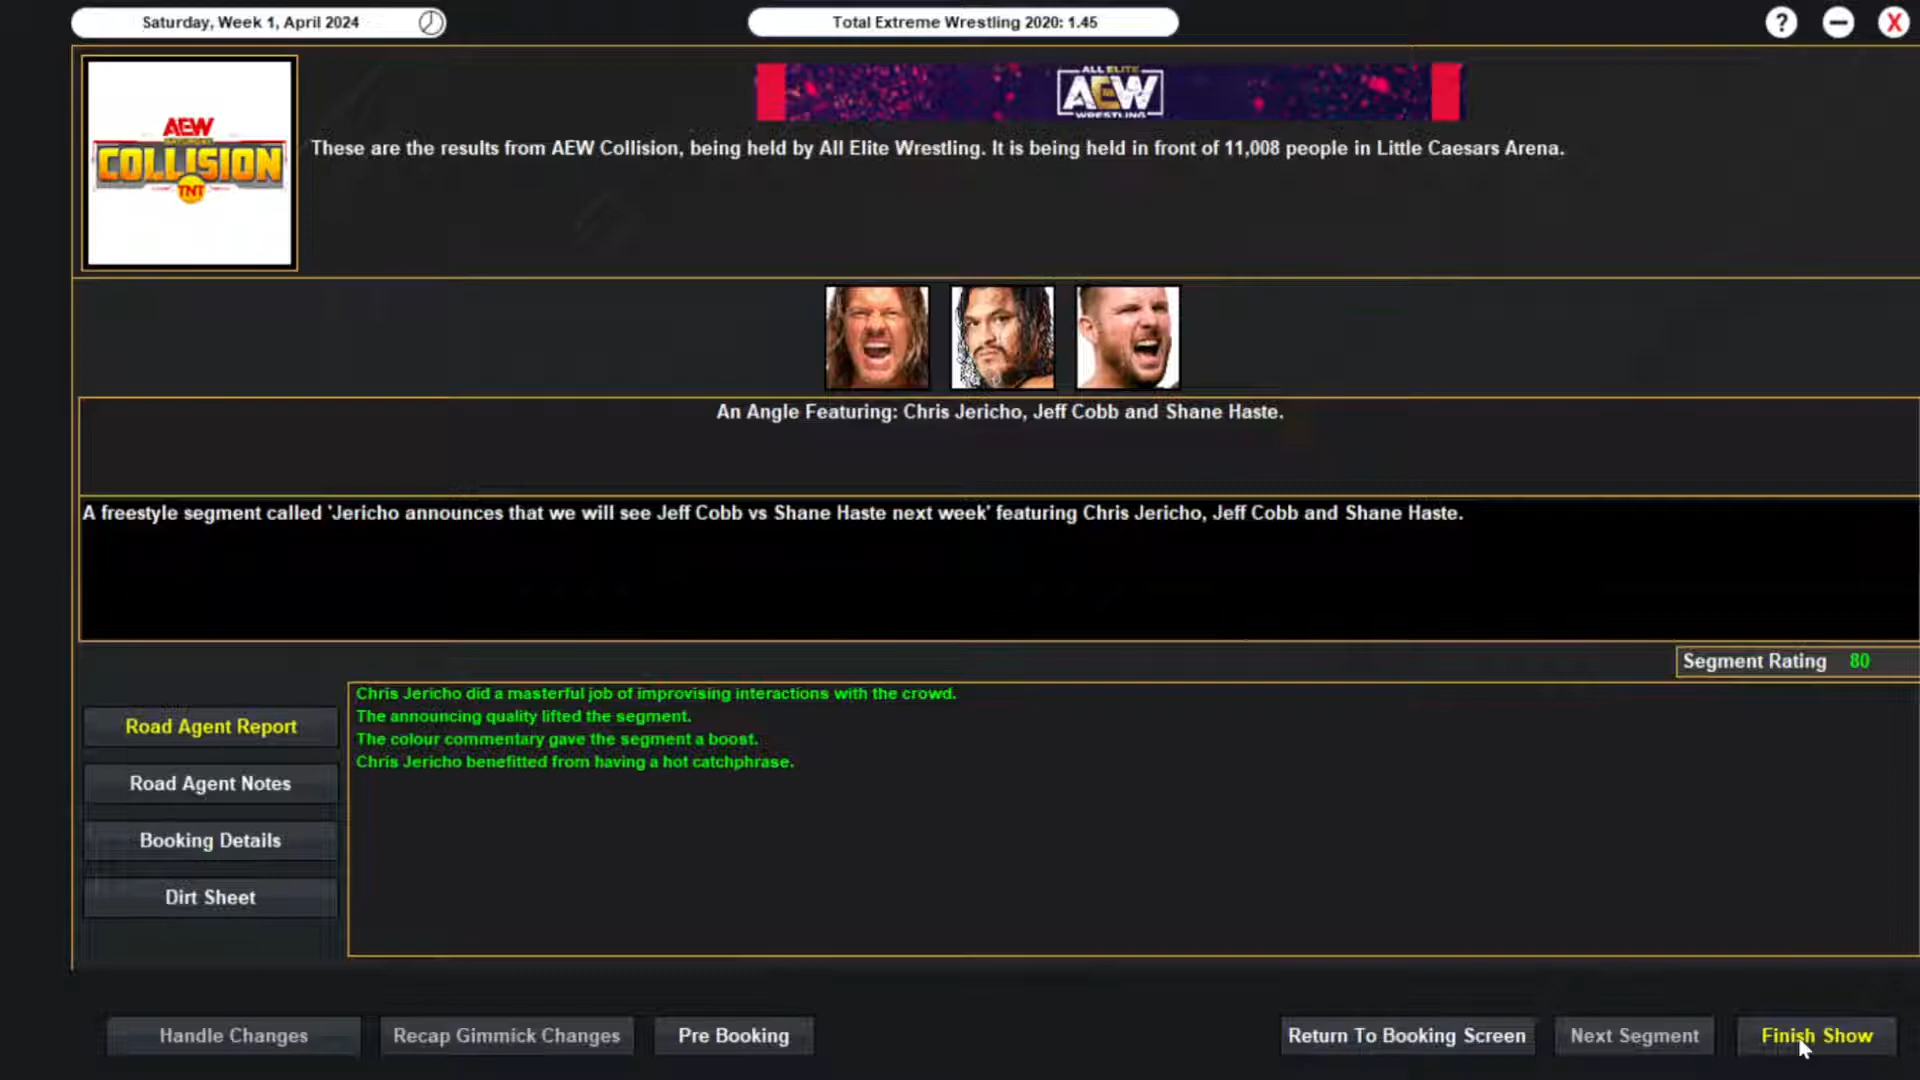 Saturday, Week 1, April 2024
Total Extreme Wrestling 2020: 1.45
?
X
ALL ELITE
AEW
WRESTLING
AEW
COLLISION
TNT
These are the results from AEW Collision, being held by All Elite Wrestling. It is being held in front of 11,008 people in Little Caesars Arena.
An Angle Featuring: Chris Jericho, Jeff Cobb and Shane Haste.
A freestyle segment called 'Jericho announces that we will see Jeff Cobb vs Shane Haste next week' featuring Chris Jericho, Jeff Cobb and Shane Haste.
Segment Rating 80
Road Agent Report
Road Agent Notes
Booking Details
Dirt Sheet
Chris Jericho did a masterful job of improvising interactions with the crowd.
The announcing quality lifted the segment.
The colour commentary gave the segment a boost.
Chris Jericho benefitted from having a hot catchphrase.
Handle Changes
Recap Gimmick Changes
Pre Booking
Return To Booking Screen
Next Segment
Finish Show